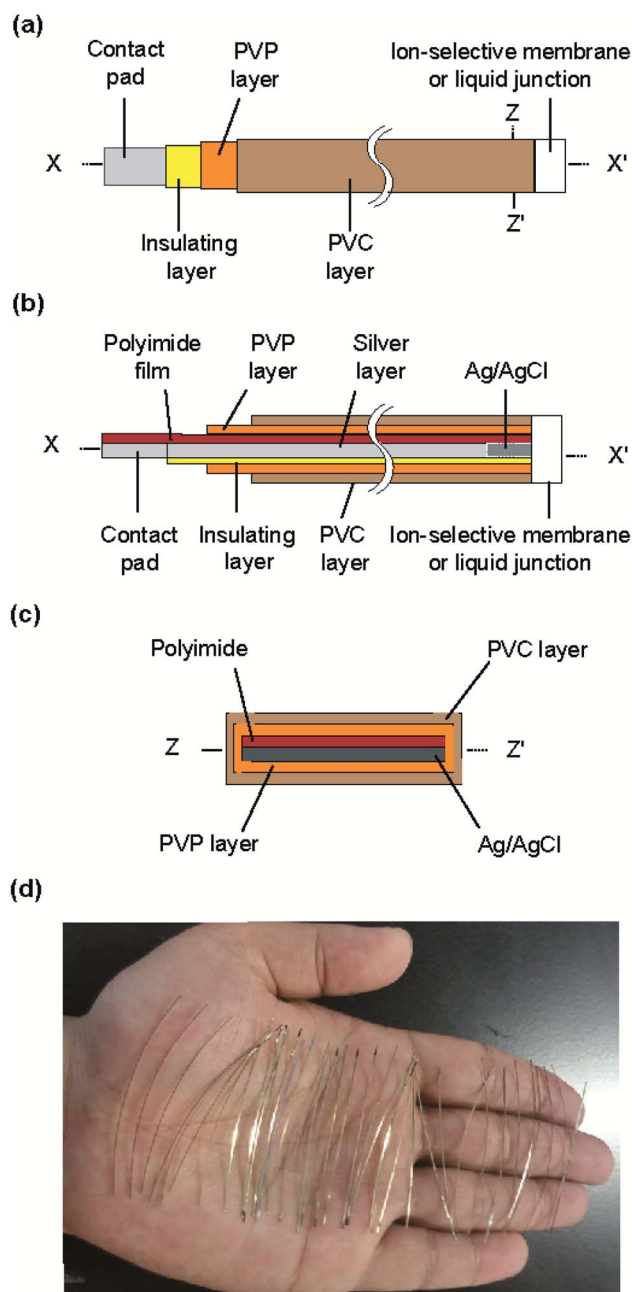 (a)
Contact
pad
PVP
layer
Ion-selective membrane
or liquid junction
Z
X
X'
Z'
Insulating
layer
PVC
layer
(b)
Polyimide
film
PVP
layer
Silver
layer
Ag/AgCl
X
X'
Contact
pad
Insulating
layer
PVC
layer
Ion-selective membrane
or liquid junction
(c)
Polyimide
PVC layer
Z
Z'
PVP layer
Ag/AgCl
(d)